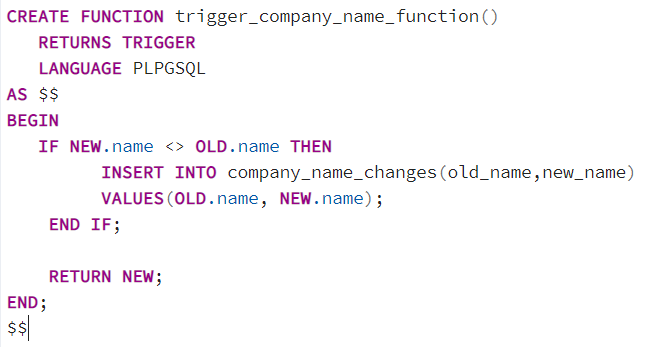 CREATE FUNCTION trigger_company_name_function()
RETURNS TRIGGER
LANGUAGE PLPGSQL
AS $$
BEGIN
IF NEW.name <> OLD.name THEN
INSERT INTO company_name_changes(old_name,new_name)
VALUES(OLD.name, NEW.name);
END IF;
RETURN NEW;
END;
$$